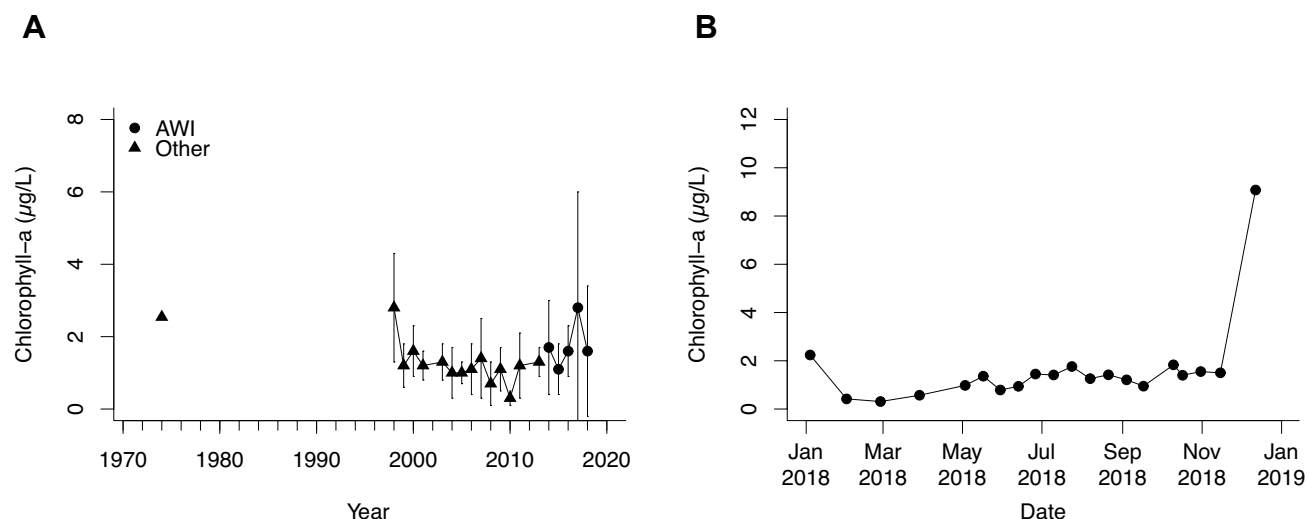 A
Chlorophyll–a (µg/L)
8
6
4
2
0
AWI
Other
1970 1980 1990 2000 2010 2020
Year
B
Chlorophyll–a (µg/L)
12
10
8
6
4
2
0
Jan Mar May Jul Sep Nov Jan
2018 2018 2018 2018 2018 2018 2019
Date